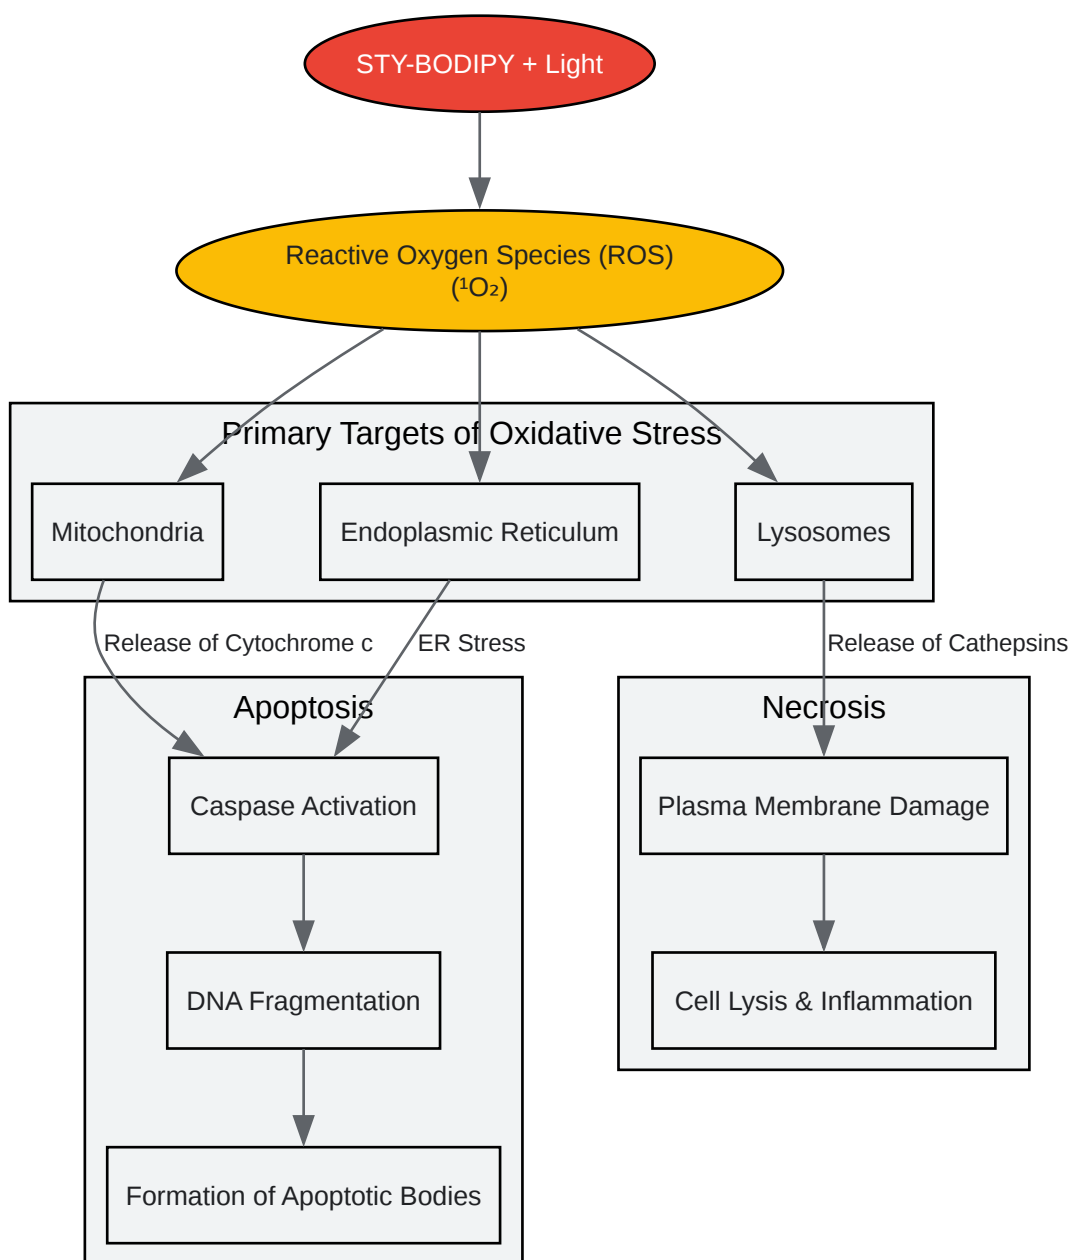 STY-BODIPY + Light
Reactive Oxygen Species (ROS)
(¹O₂)
Primary Targets of Oxidative Stress
Mitochondria
Endoplasmic Reticulum
Lysosomes
Release of Cytochrome c
ER Stress
Release of Cathepsins
Apoptosis
Necrosis
Caspase Activation
Plasma Membrane Damage
DNA Fragmentation
Cell Lysis & Inflammation
Formation of Apoptotic Bodies